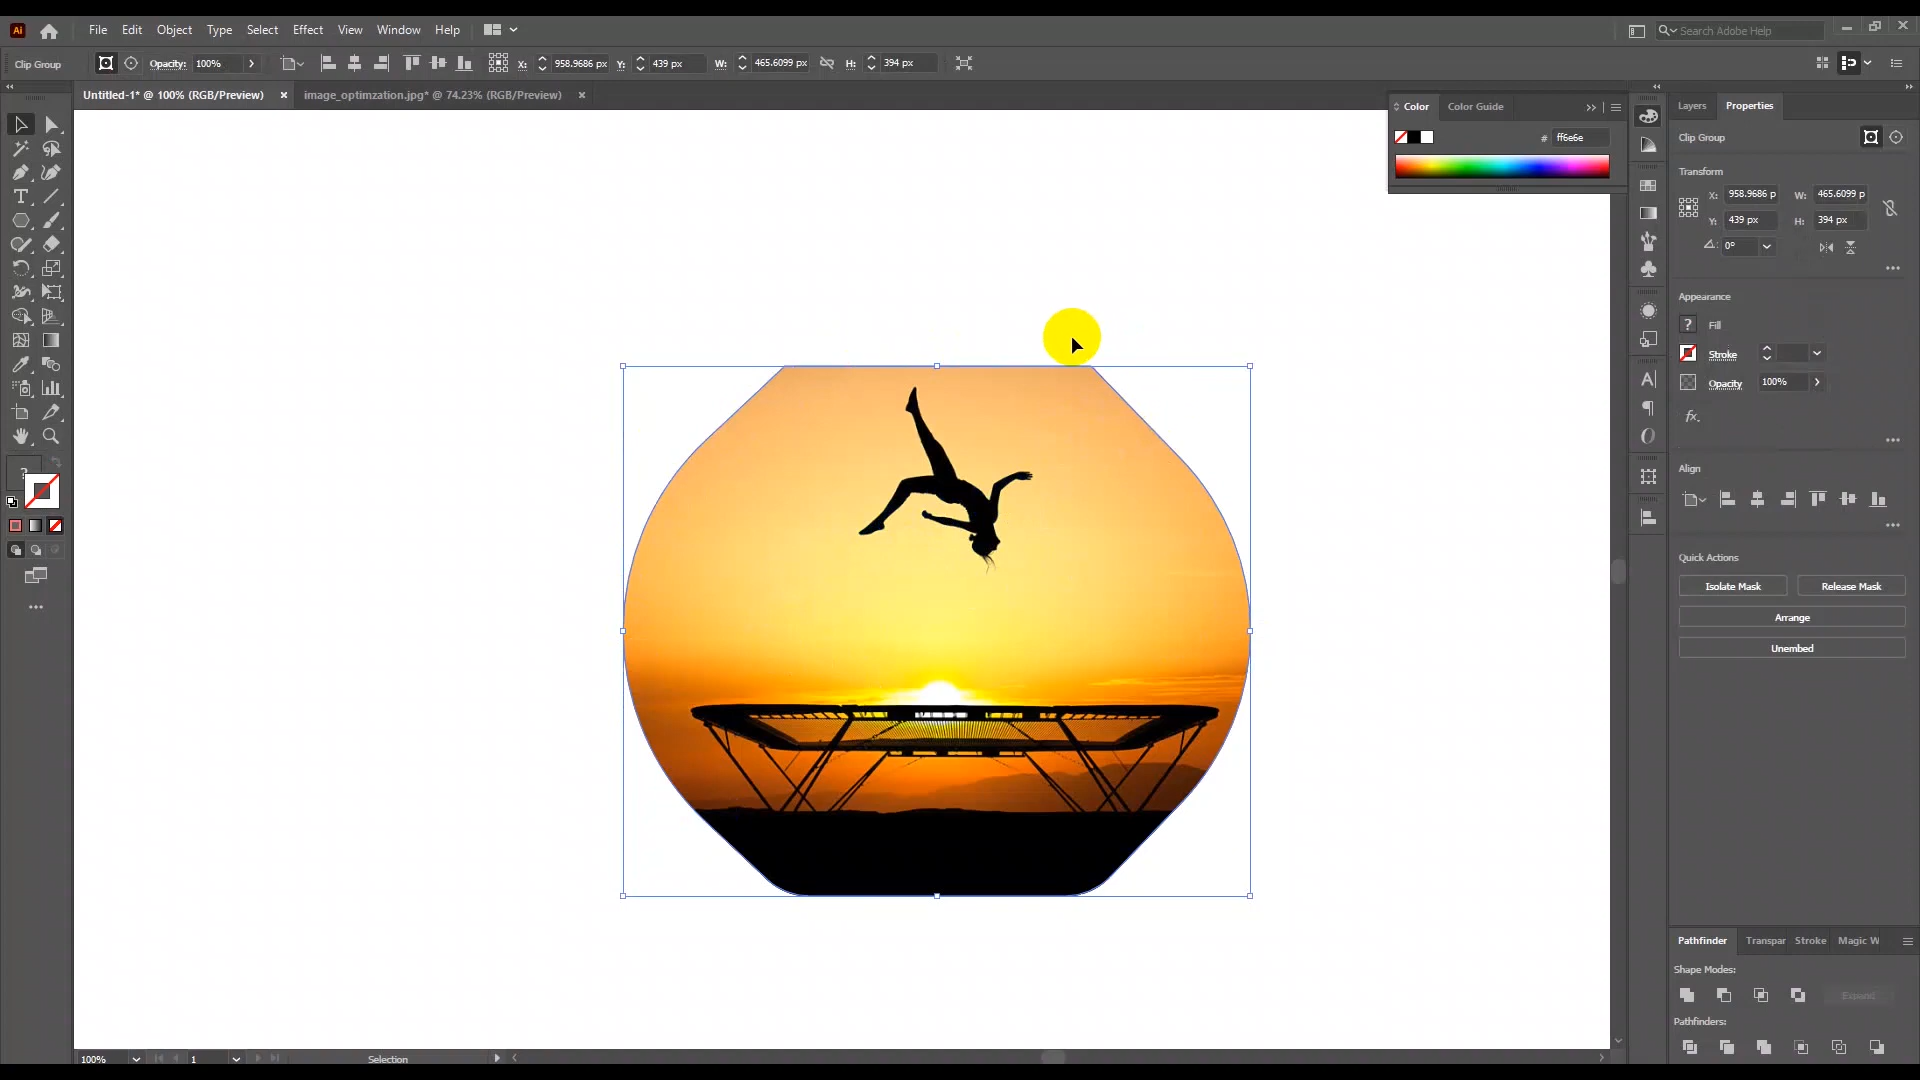 Ai File Edit Object Type Select Effect View Window Help Search Adobe Help
Clip Group Opacity: 100% X: 958.9686 px Y: 439 px W: 465.6099 px H: 394 px
Untitled-1* @ 100% (RGB/Preview) image_optimzation.jpg* @ 74.23% (RGB/Preview)
Color Color Guide
# ff6e6e
Layers Properties
Clip Group
Transform
X: 958.9686 p W: 465.6099 p
Y: 439 px H: 394 px
0°
Appearance
? Fill
Stroke
Opacity 100%
fx.
Align
Quick Actions
Isolate Mask Release Mask
Arrange
Unembed
Pathfinder Transpar Stroke Magic W
Shape Modes:
Expand
Pathfinders:
100% 1 Selection